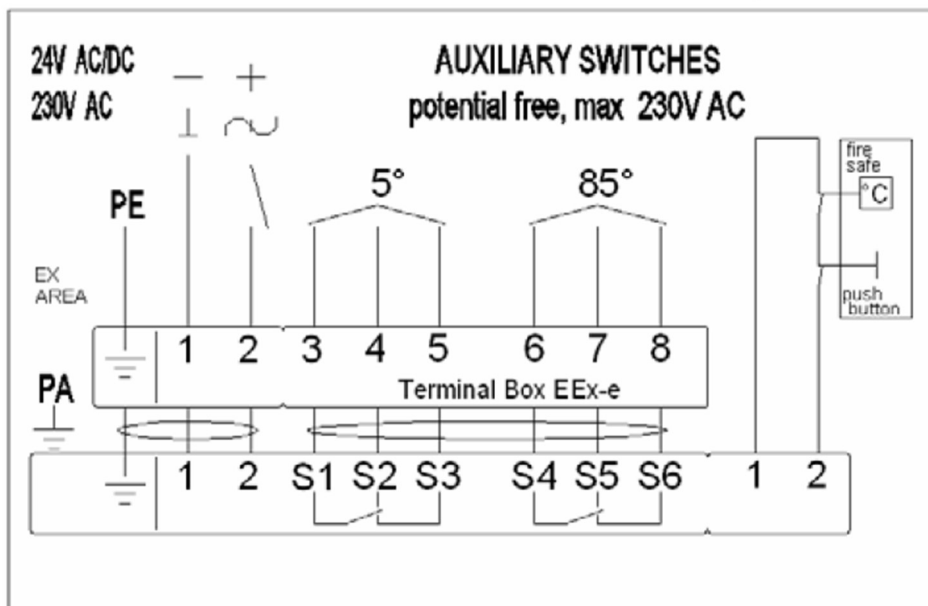 24V AC/DC
230V AC
− +
AUXILIARY SWITCHES
potential free, max 230V AC
PE
5°
85°
fire
safe
°C
push
button
EX
AREA
1 2 3 4 5 6 7 8
Terminal Box EEx-e
PA
1 2 S1 S2 S3 S4 S5 S6 1 2